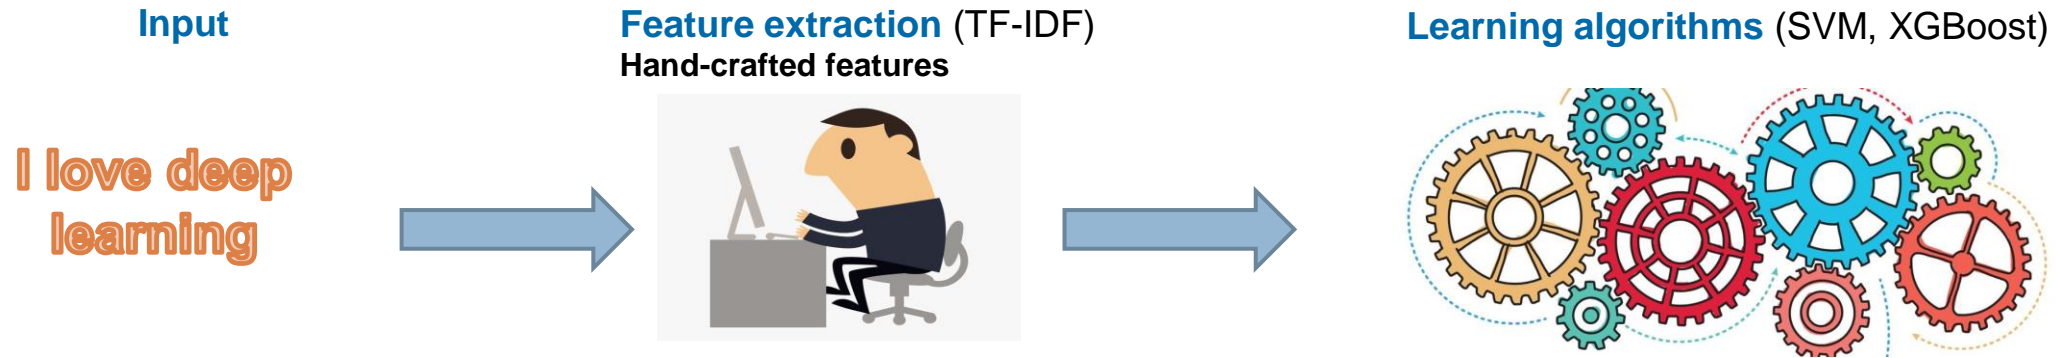 Input
Feature extraction (TF-IDF)
Hand-crafted features
Learning algorithms (SVM, XGBoost)
I love deep
learning